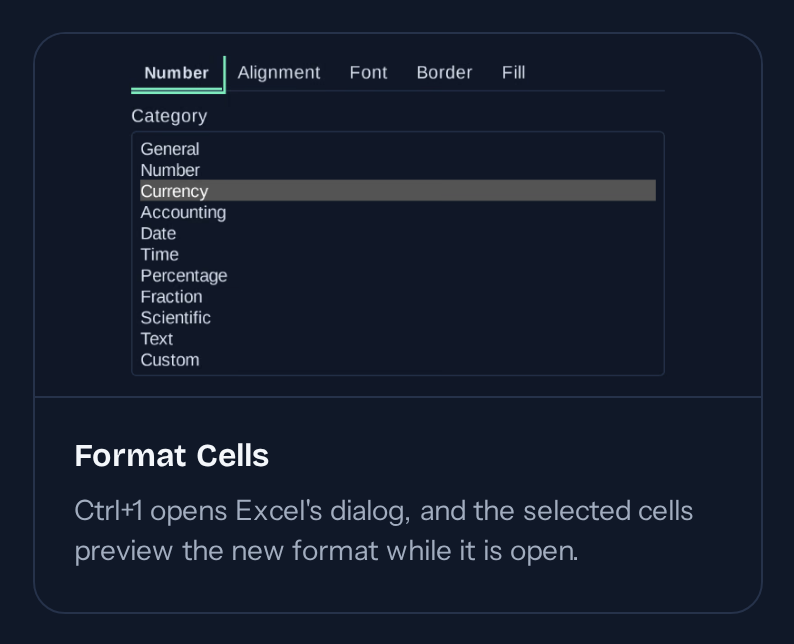 Number Alignment Font Border Fill
Category
General
Number
Currency
Accounting
Date
Time
Percentage
Fraction
Scientific
Text
Custom
Format Cells
Ctrl+1 opens Excel's dialog, and the selected cells
preview the new format while it is open.